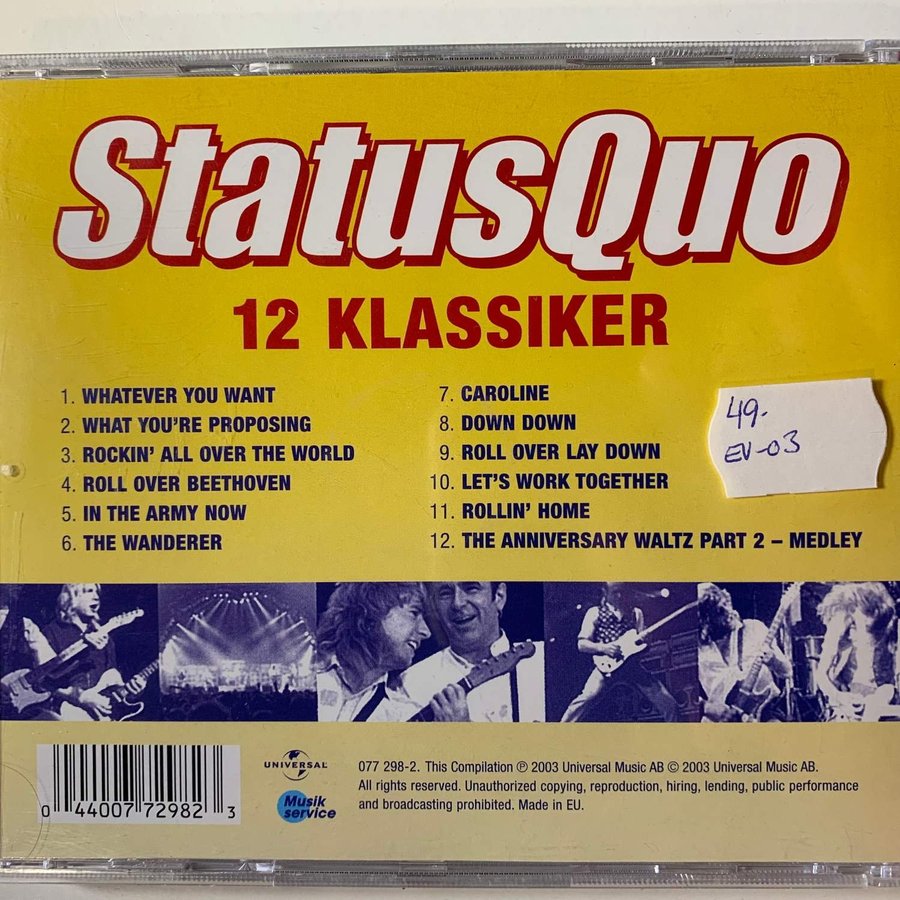 StatusQuo
12 KLASSIKER
1. WHATEVER YOU WANT
2. WHAT YOU'RE PROPOSING
3. ROCKIN' ALL OVER THE WORLD
4. ROLL OVER BEETHOVEN
5. IN THE ARMY NOW
6. THE WANDERER
7. CAROLINE
8. DOWN DOWN
9. ROLL OVER LAY DOWN
10. LET'S WORK TOGETHER
11. ROLLIN' HOME
12. THE ANNIVERSARY WALTZ PART 2 – MEDLEY
49.-
EV-03
0 44007 72982 3
UNIVERSAL
Musik
service
077 298-2. This Compilation ℗ 2003 Universal Music AB © 2003 Universal Music AB.
All rights reserved. Unauthorized copying, reproduction, hiring, lending, public performance
and broadcasting prohibited. Made in EU.